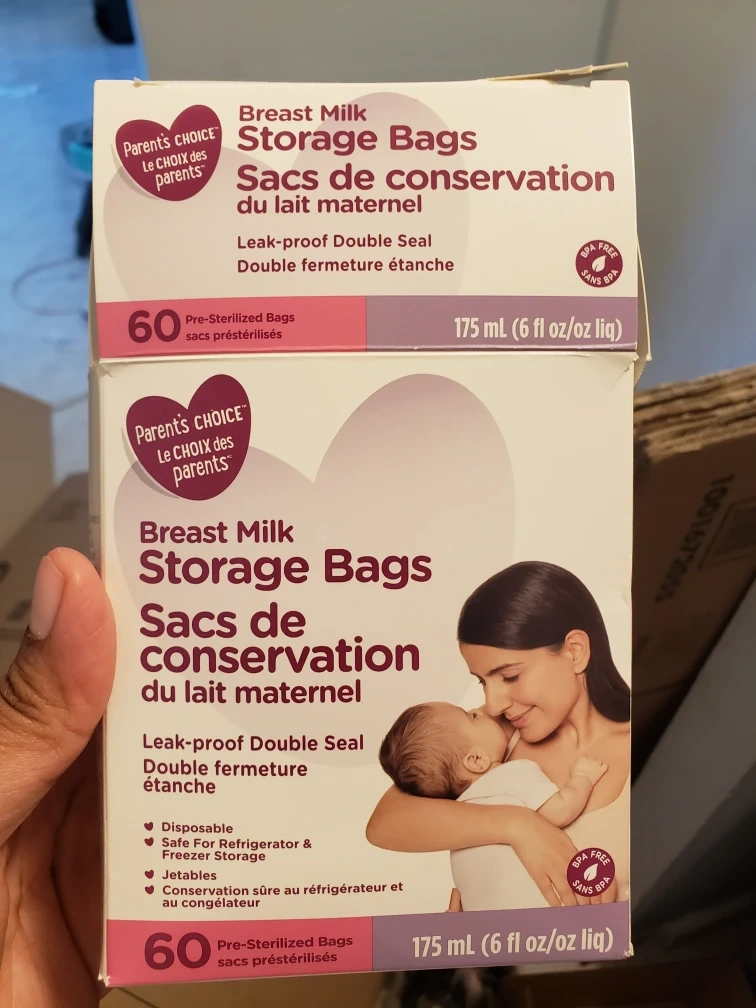 Parent's CHOICE™
Le CHOIX des
parents™
Breast Milk
Storage Bags
Sacs de conservation
du lait maternel
Leak-proof Double Seal
Double fermeture étanche
BPA FREE
SANS BPA
60 Pre-Sterilized Bags
sacs préstérilisés
175 mL (6 fl oz/oz liq)
Parent's CHOICE™
Le CHOIX des
parents
Breast Milk
Storage Bags
Sacs de
conservation
du lait maternel
Leak-proof Double Seal
Double fermeture
étanche
Disposable
Safe For Refrigerator &
Freezer Storage
Jetables
Conservation sûre au réfrigérateur et
au congélateur
BPA FREE
SANS BPA
60 Pre-Sterilized Bags
sacs préstérilisés
175 mL (6 fl oz/oz liq)